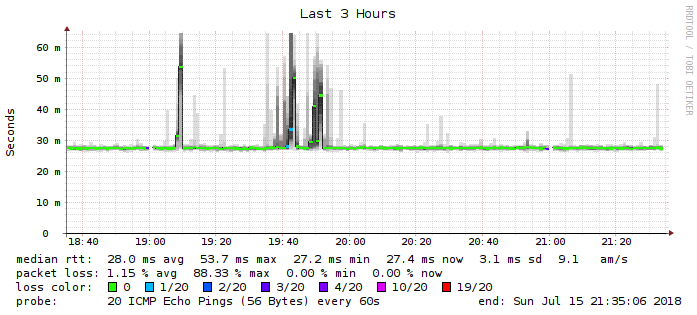 Last 3 Hours
RRDTOOL / TOBI OETIKER
Seconds
60 m
50 m
40 m
30 m
20 m
10 m
0
18:40 19:00 19:20 19:40 20:00 20:20 20:40 21:00 21:20
median rtt: 28.0 ms avg 53.7 ms max 27.2 ms min 27.4 ms now 3.1 ms sd 9.1 am/s
packet loss: 1.15 % avg 88.33 % max 0.00 % min 0.00 % now
loss color: 0 1/20 2/20 3/20 4/20 10/20 19/20
probe: 20 ICMP Echo Pings (56 Bytes) every 60s end: Sun Jul 15 21:35:06 2018